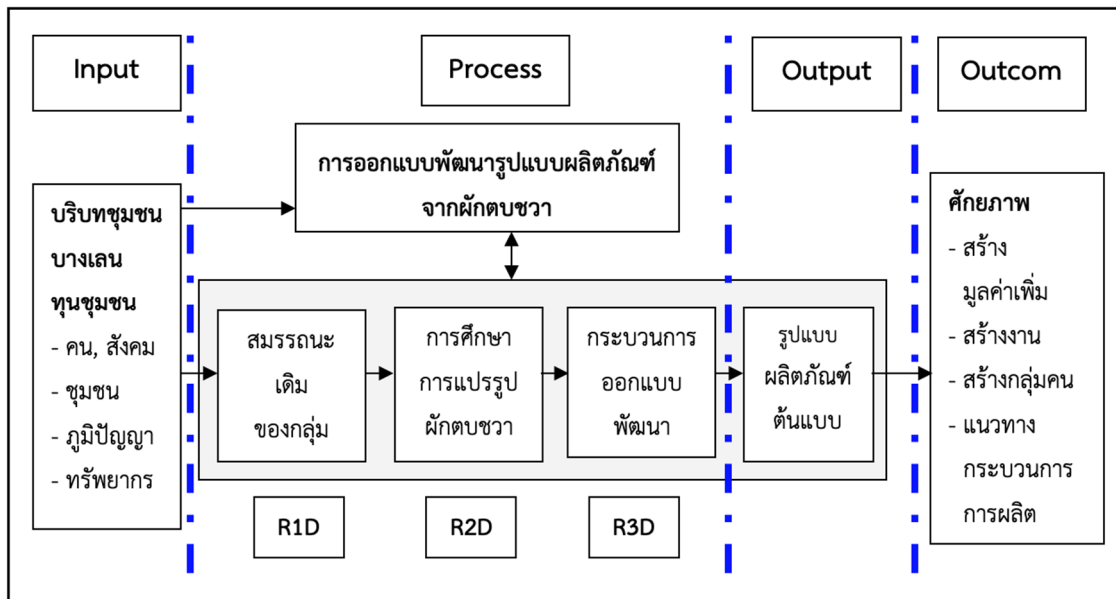 Input
Process
Output
Outcom
การออกแบบพัฒนารูปแบบผลิตภัณฑ์
จากผักตบชวา
บริบทชุมชน
บางเลน
ทุนชุมชน
- คน, สังคม
- ชุมชน
- ภูมิปัญญา
- ทรัพยากร
สมรรถนะ
เดิม
ของกลุ่ม
การศึกษา
การแปรรูป
ผักตบชวา
กระบวนการ
ออกแบบ
พัฒนา
รูปแบบ
ผลิตภัณฑ์
ต้นแบบ
ศักยภาพ
- สร้าง
มูลค่าเพิ่ม
- สร้างงาน
- สร้างกลุ่มคน
- แนวทาง
กระบวนการ
การผลิต
R1D
R2D
R3D